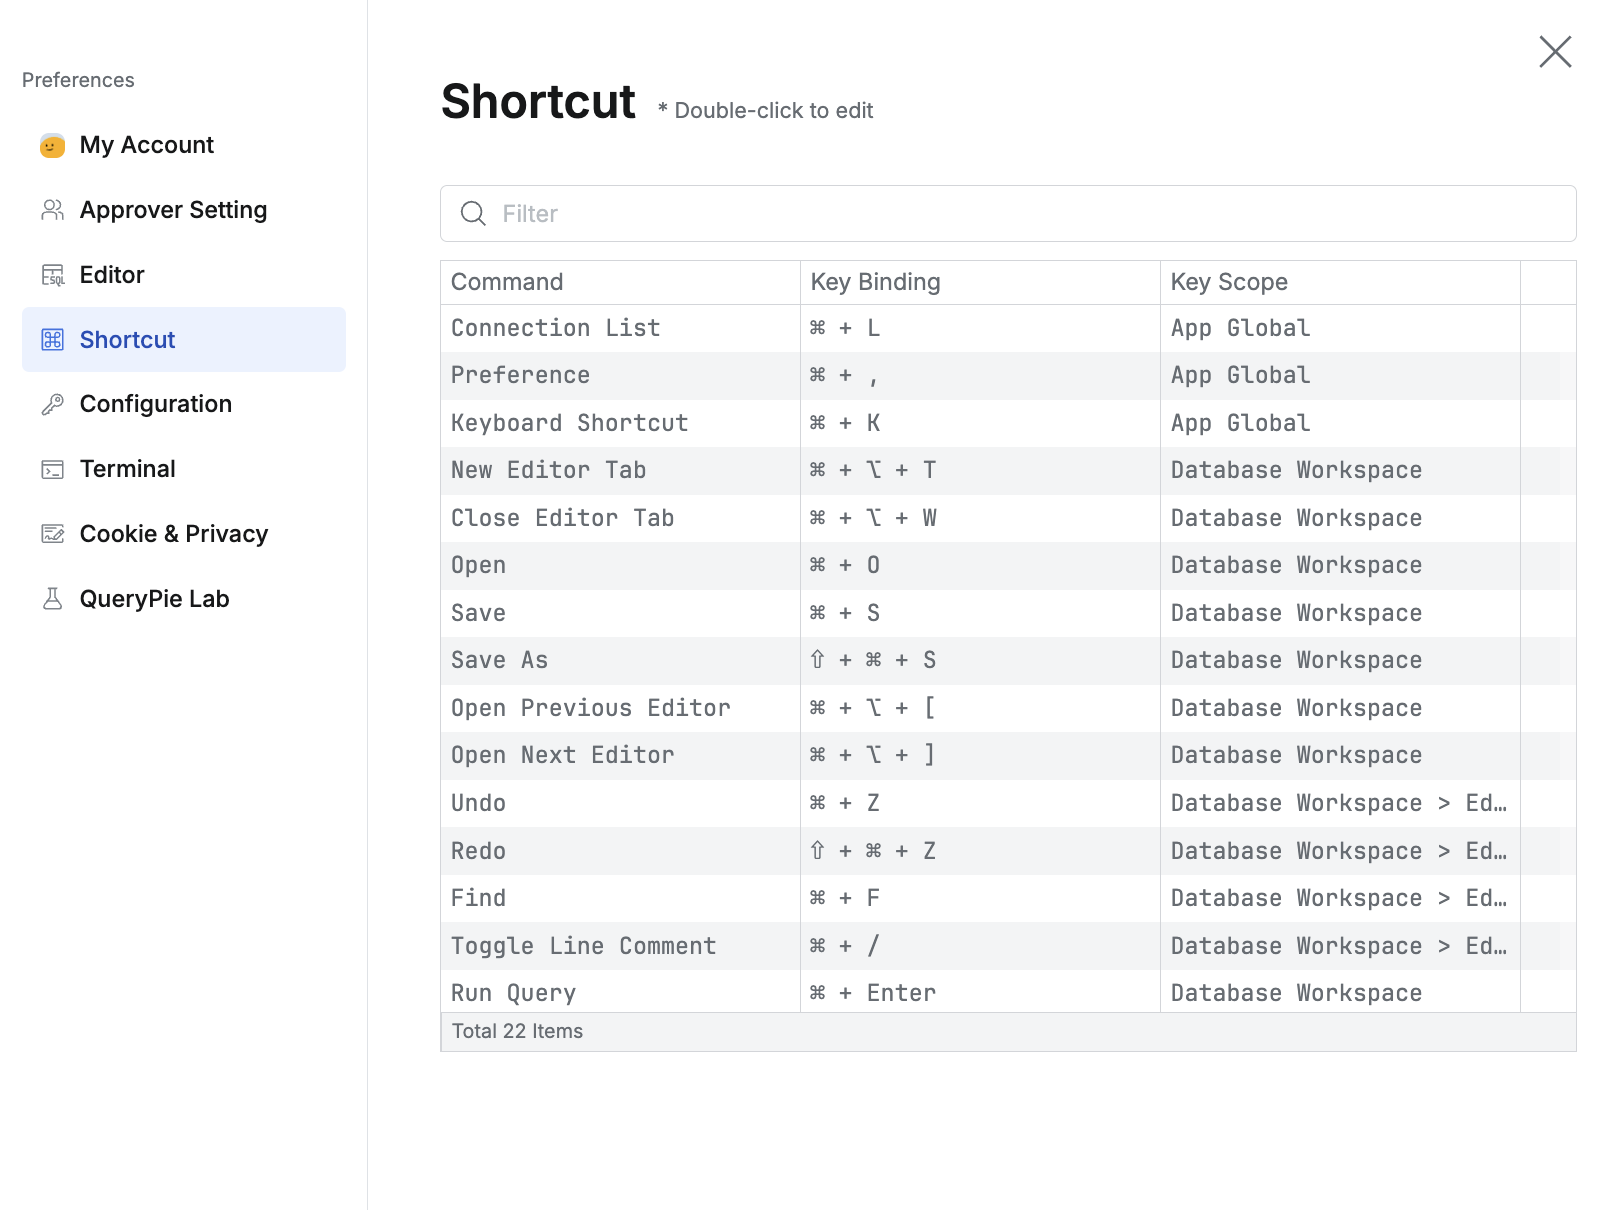 Preferences
My Account
Approver Setting
Editor
Shortcut
Configuration
Terminal
Cookie & Privacy
QueryPie Lab
Shortcut * Double-click to edit
Filter
Command Key Binding Key Scope
Connection List ⌘ + L App Global
Preference ⌘ + , App Global
Keyboard Shortcut ⌘ + K App Global
New Editor Tab ⌘ + ⌥ + T Database Workspace
Close Editor Tab ⌘ + ⌥ + W Database Workspace
Open ⌘ + O Database Workspace
Save ⌘ + S Database Workspace
Save As ⇧ + ⌘ + S Database Workspace
Open Previous Editor ⌘ + ⌥ + [ Database Workspace
Open Next Editor ⌘ + ⌥ + ] Database Workspace
Undo ⌘ + Z Database Workspace > Ed…
Redo ⇧ + ⌘ + Z Database Workspace > Ed…
Find ⌘ + F Database Workspace > Ed…
Toggle Line Comment ⌘ + / Database Workspace > Ed…
Run Query ⌘ + Enter Database Workspace
Total 22 Items